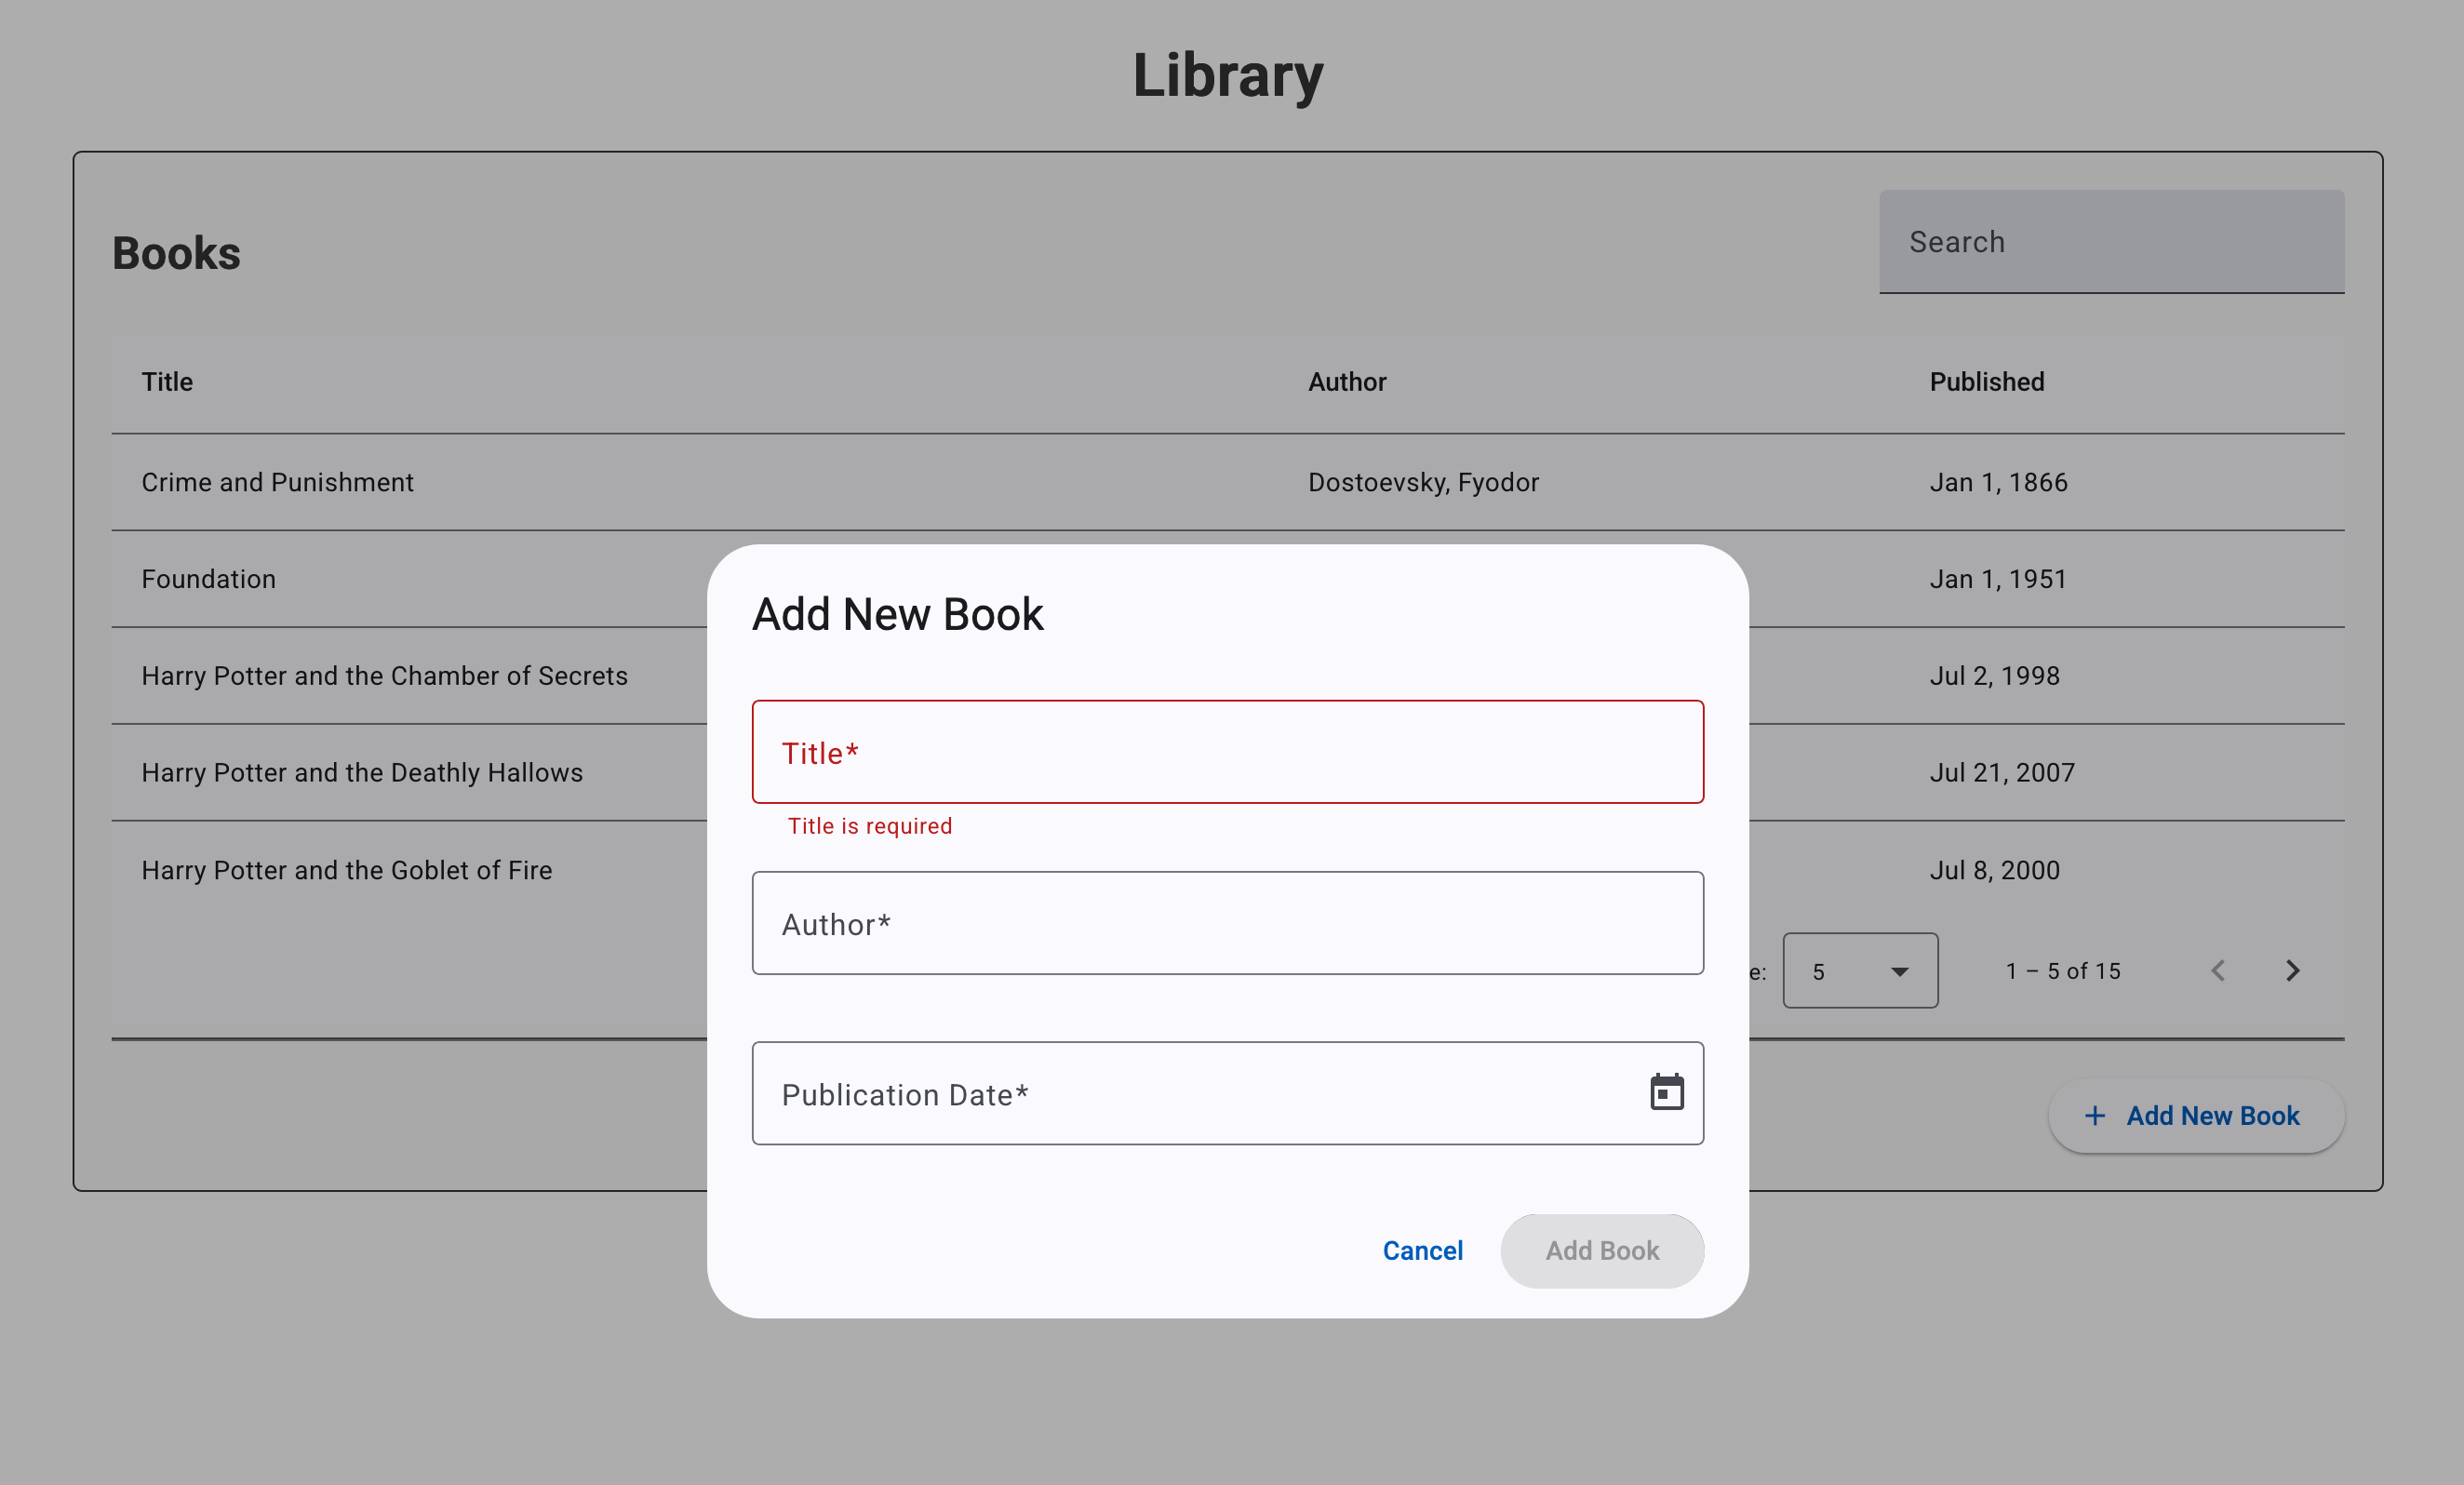 Library
Books
Search
Title Author Published
Crime and Punishment Dostoevsky, Fyodor Jan 1, 1866
Foundation Jan 1, 1951
Harry Potter and the Chamber of Secrets Jul 2, 1998
Harry Potter and the Deathly Hallows Jul 21, 2007
Harry Potter and the Goblet of Fire Jul 8, 2000
e: 5 1 – 5 of 15
+ Add New Book
Add New Book
Title*
Title is required
Author*
Publication Date*
Cancel Add Book